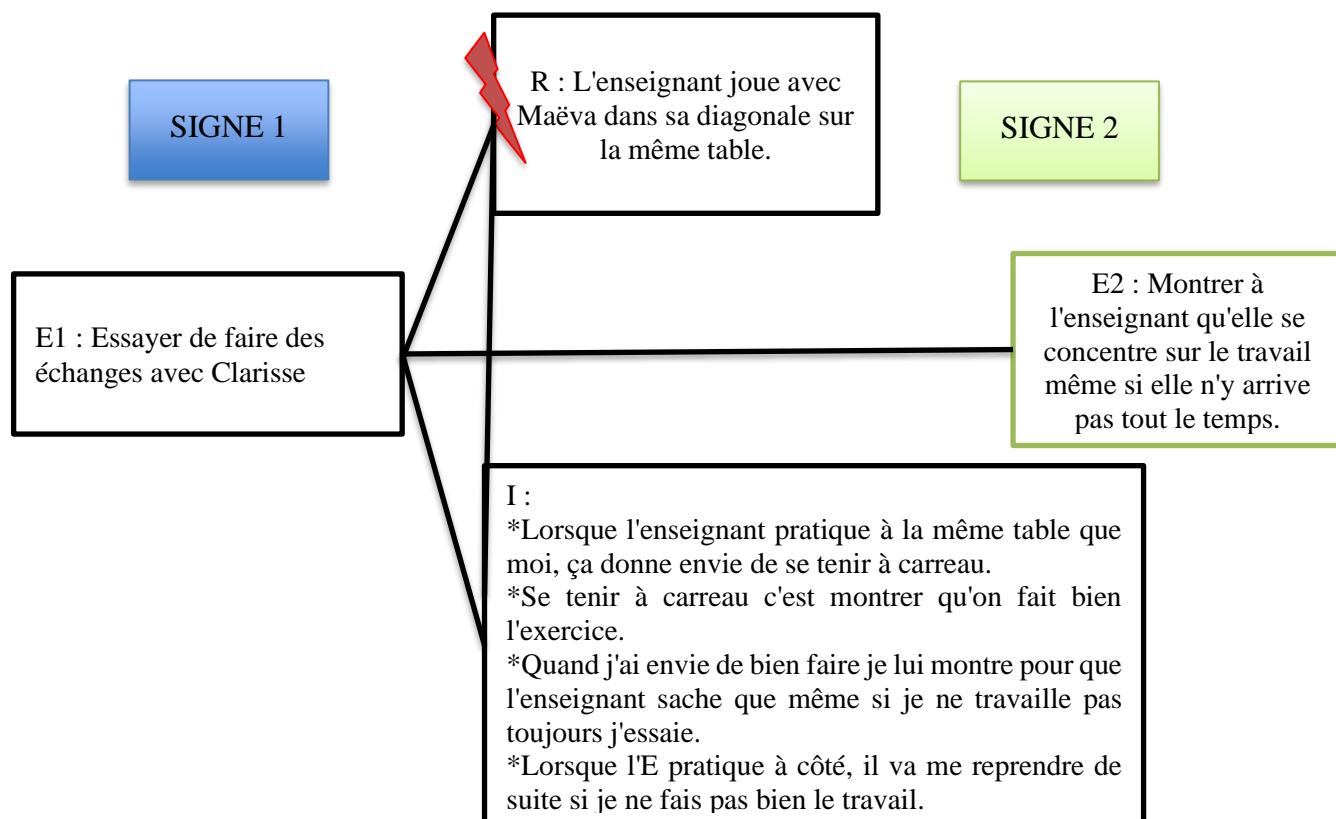 SIGNE 1
R : L'enseignant joue avec
Maëva dans sa diagonale sur
la même table.
SIGNE 2
E1 : Essayer de faire des
échanges avec Clarisse
E2 : Montrer à
l'enseignant qu'elle se
concentre sur le travail
même si elle n'y arrive
pas tout le temps.
I :
*Lorsque l'enseignant pratique à la même table que
moi, ça donne envie de se tenir à carreau.
*Se tenir à carreau c'est montrer qu'on fait bien
l'exercice.
*Quand j'ai envie de bien faire je lui montre pour que
l'enseignant sache que même si je ne travaille pas
toujours j'essaie.
*Lorsque l'E pratique à côté, il va me reprendre de
suite si je ne fais pas bien le travail.